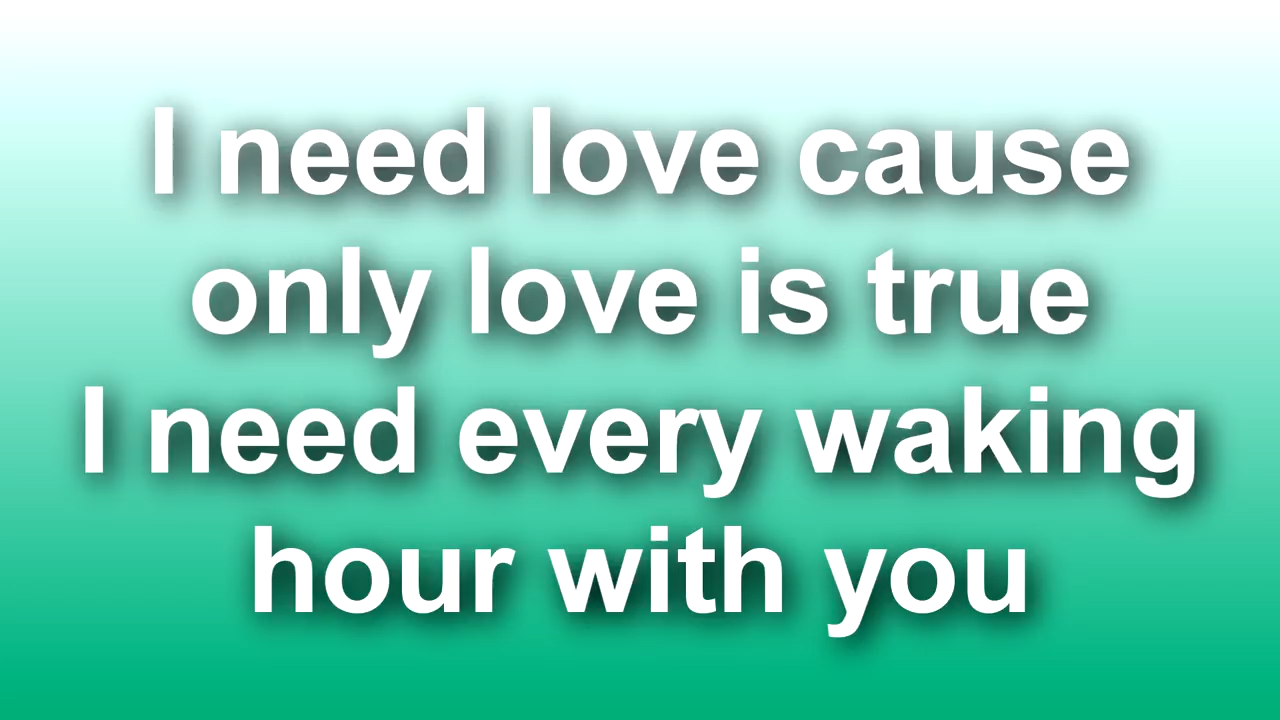 I need love cause
only love is true
I need every waking
hour with you